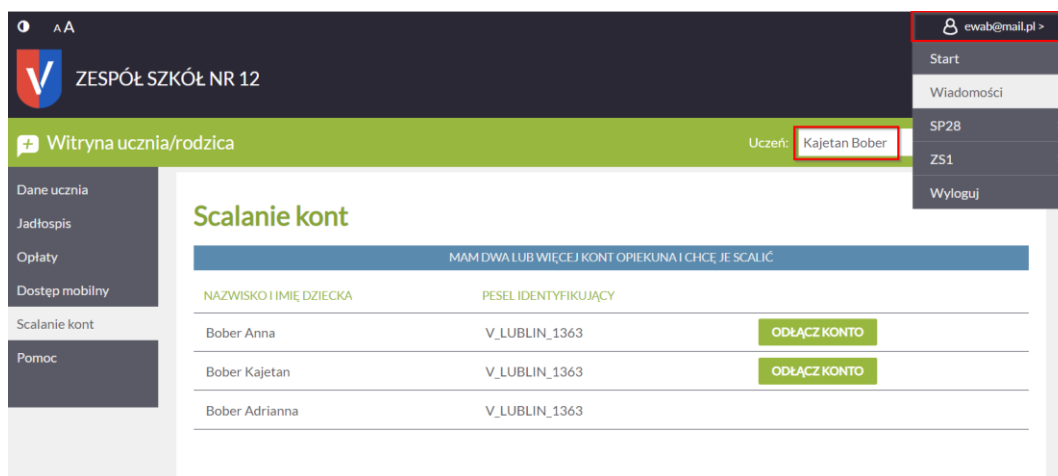 A A
ewab@mail.pl >
V
ZESPÓŁ SZKÓŁ NR 12
Start
Wiadomości
SP28
ZS1
Wyloguj
Witryna ucznia/rodzica
Uczeń: Kajetan Bober
Dane ucznia
Jadłospis
Opłaty
Dostęp mobilny
Scalanie kont
Pomoc
Scalanie kont
MAM DWA LUB WIĘCEJ KONT OPIEKUNA I CHCĘ JE SCALIĆ
NAZWISKO I IMIĘ DZIECKA PESEL IDENTYFIKUJĄCY
Bober Anna V_LUBLIN_1363 ODŁĄCZ KONTO
Bober Kajetan V_LUBLIN_1363 ODŁĄCZ KONTO
Bober Adrianna V_LUBLIN_1363